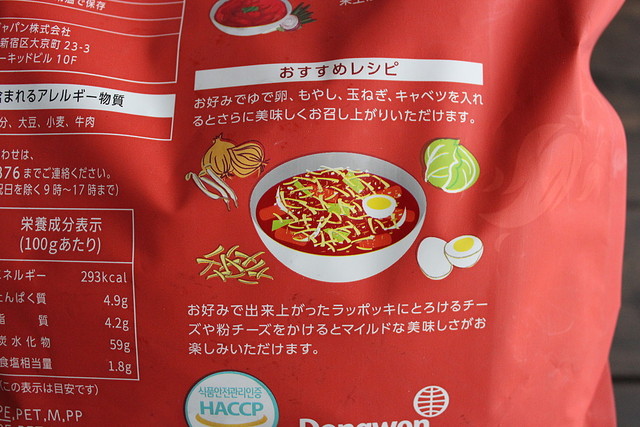 で保存
ャパン株式会社
新宿区大京町 23-3
ーキッドビル 10F
含まれるアレルギー物質
分、大豆、小麦、牛肉
わせは、
376 までご連絡ください。
祝日を除く9時～17時まで)
栄養成分表示
(100gあたり)
エネルギー 293kcal
たんぱく質 4.9g
脂 質 4.2g
炭水化物 59g
食塩相当量 1.8g
(この表示は目安です)
PE,PET,M,PP
おすすめレシピ
お好みでゆで卵、もやし、玉ねぎ、キャベツを入れ
るとさらに美味しくお召し上がりいただけます。
お好みで出来上がったラッポッキにとろけるチー
ズや粉チーズをかけるとマイルドな美味しさがお
楽しみいただけます。
식품안전관리인증
HACCP
Dongwon